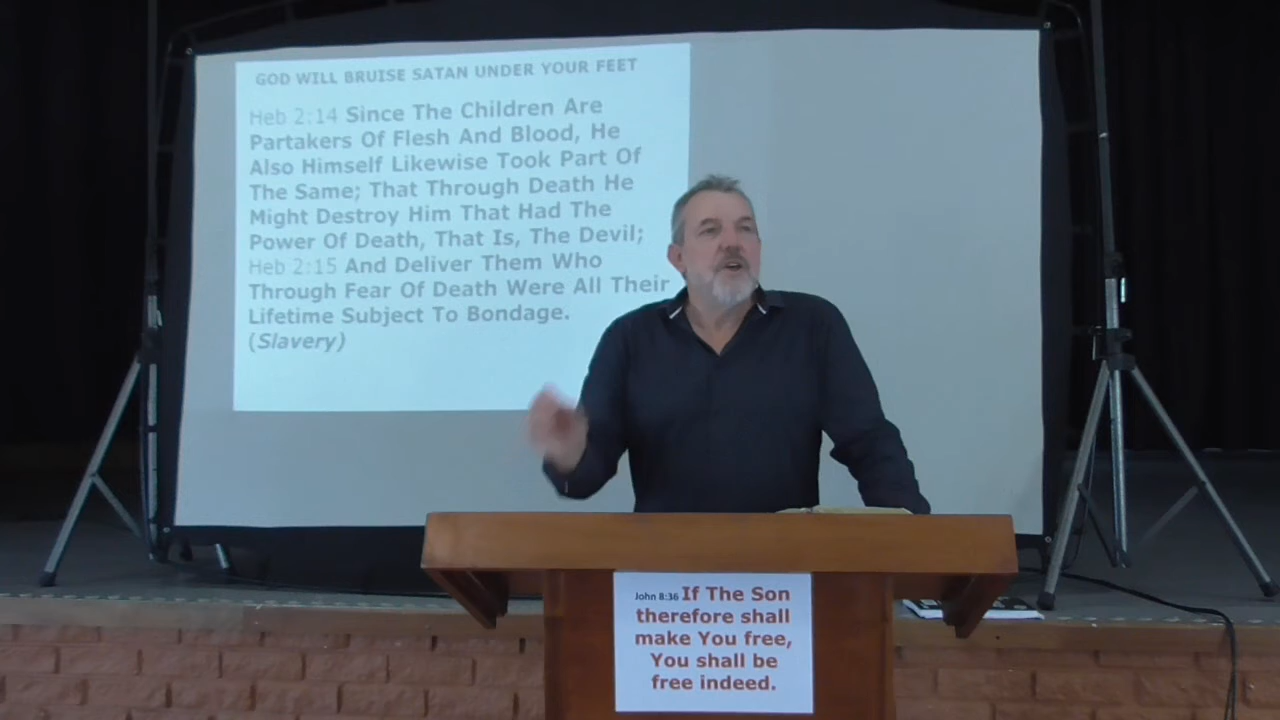 GOD WILL BRUISE SATAN UNDER YOUR FEET
Heb 2:14 Since The Children Are
Partakers Of Flesh And Blood, He
Also Himself Likewise Took Part Of
The Same; That Through Death He
Might Destroy Him That Had The
Power Of Death, That Is, The Devil;
Heb 2:15 And Deliver Them Who
Through Fear Of Death Were All Their
Lifetime Subject To Bondage.
(Slavery)
John 8:36 If The Son
therefore shall
make You free,
You shall be
free indeed.